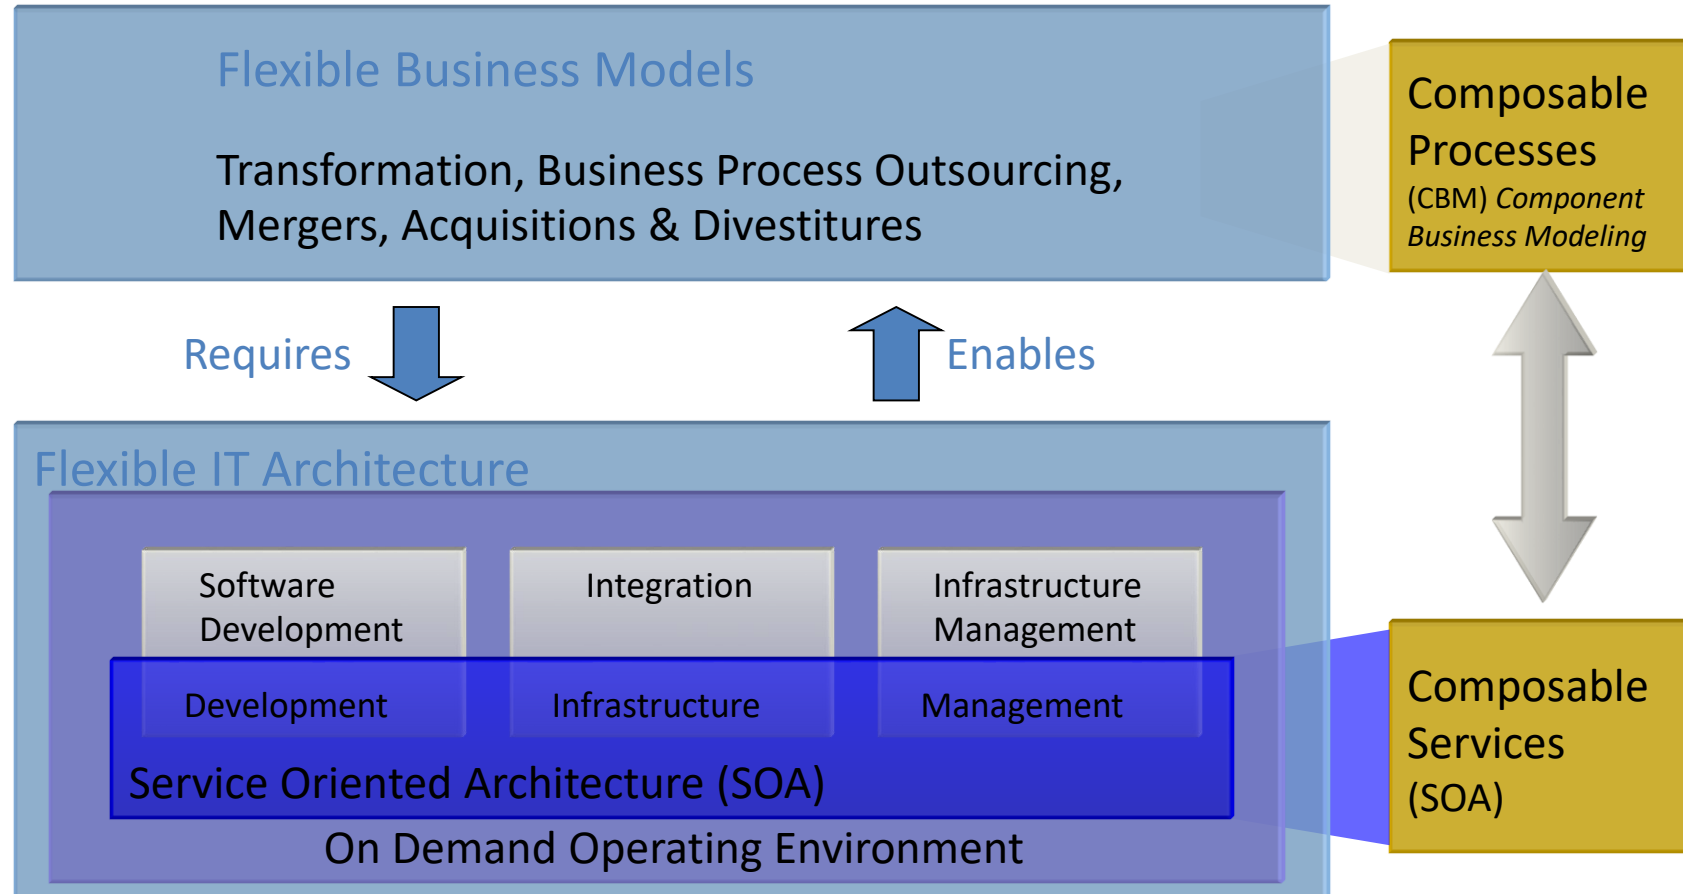 Flexible Business Models
Transformation, Business Process Outsourcing,
Mergers, Acquisitions & Divestitures
Composable
Processes
(CBM) Component
Business Modeling
Requires
Enables
Flexible IT Architecture
Software
Development
Integration
Infrastructure
Management
Development
Infrastructure
Management
Service Oriented Architecture (SOA)
On Demand Operating Environment
Composable
Services
(SOA)